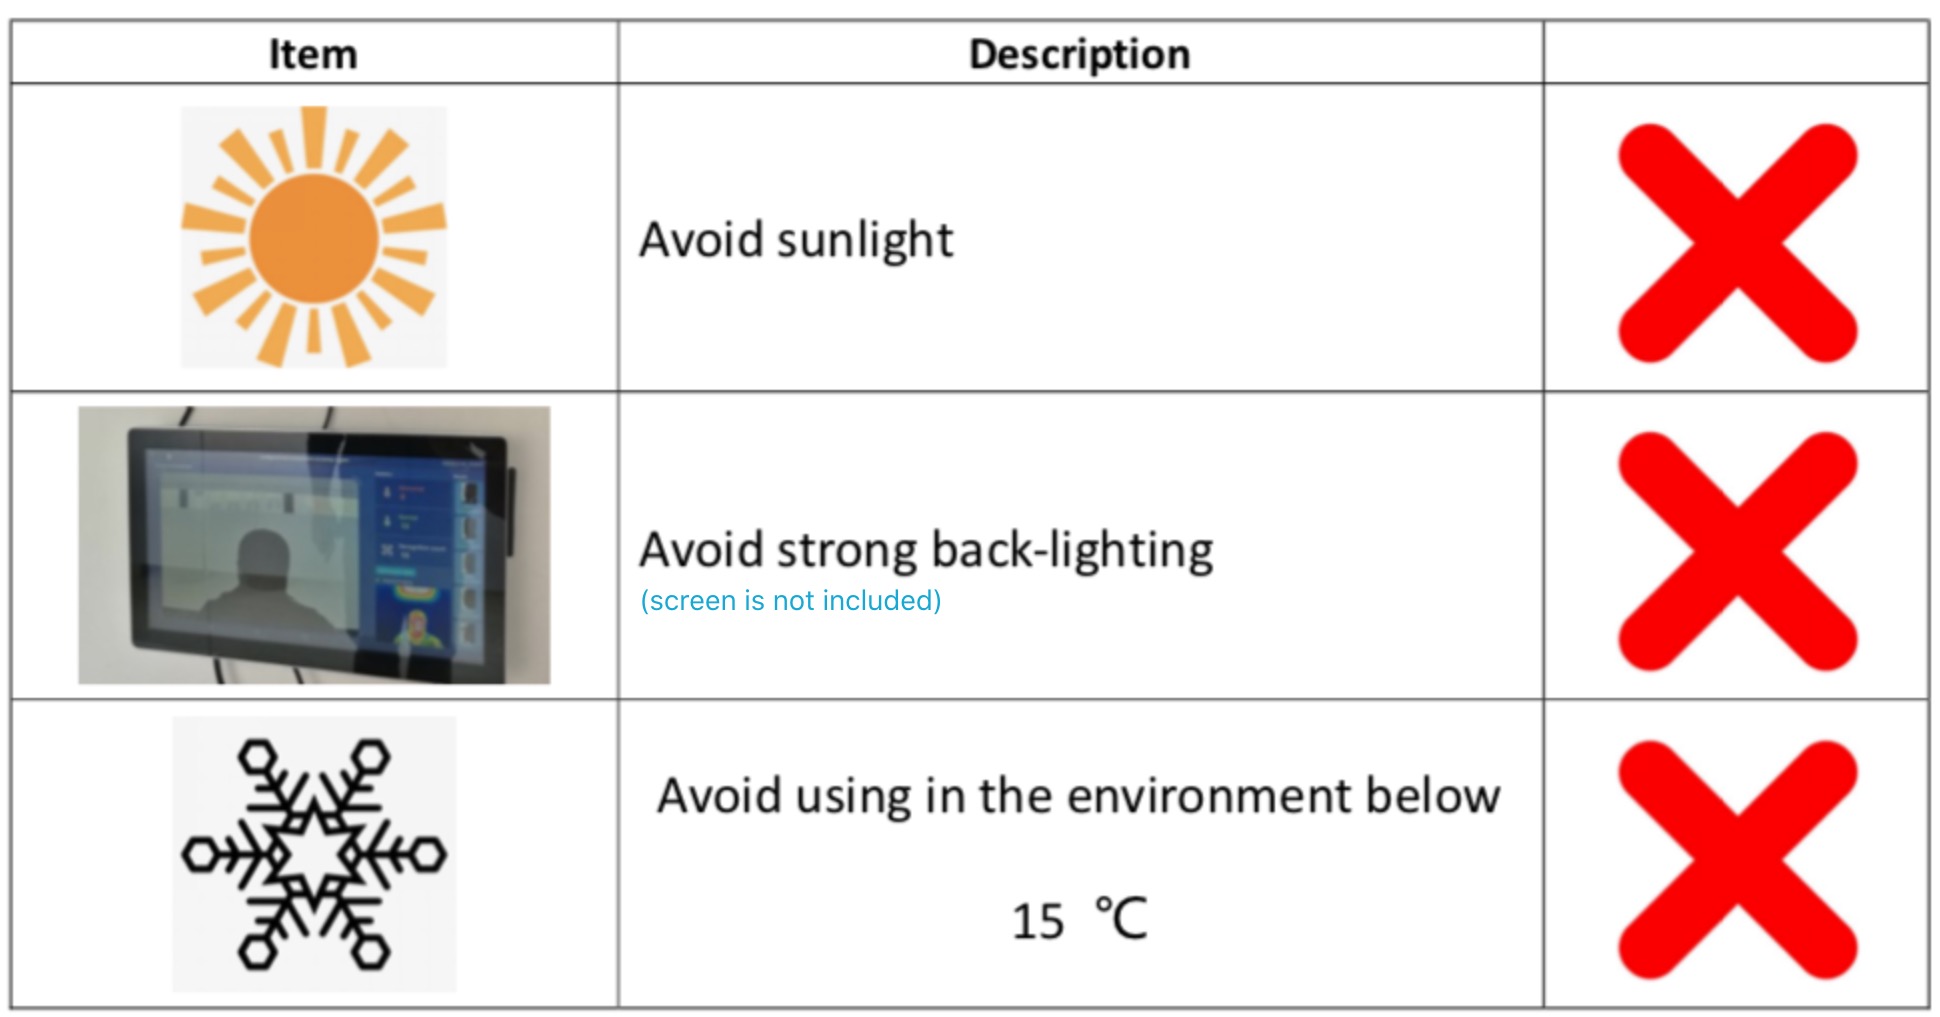 Item
Description
Avoid sunlight
Avoid strong back-lighting
(screen is not included)
Avoid using in the environment below
15 ℃